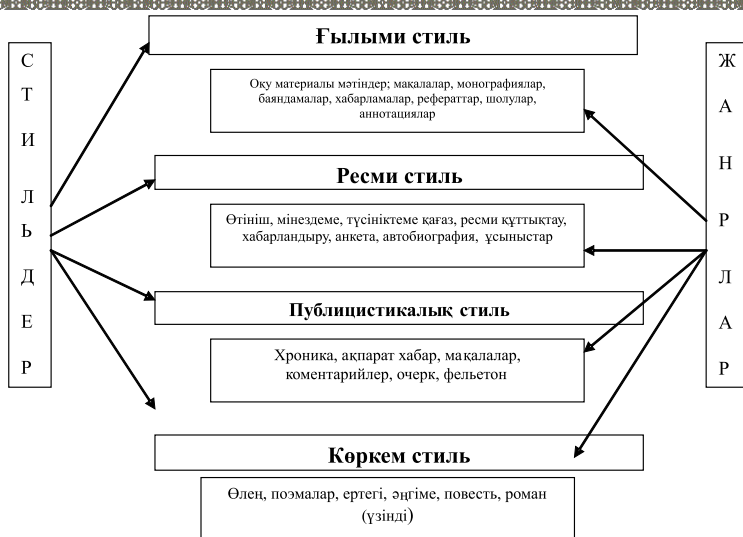 СТИЛЬДЕР
Ғылыми стиль
Оқу материалы мәтіндер; мақалалар, монографиялар,
баяндамалар, хабарламалар, рефераттар, шолулар,
аннотациялар
Ресми стиль
Өтініш, мінездеме, түсініктеме қағаз, ресми құттықтау,
хабарландыру, анкета, автобиография, ұсыныстар
Публицистикалық стиль
Хроника, ақпарат хабар, мақалалар,
коментарийлер, очерк, фельетон
Көркем стиль
Өлең, поэмалар, ертегі, әңгіме, повесть, роман
(үзінді)
ЖАНРЛАР